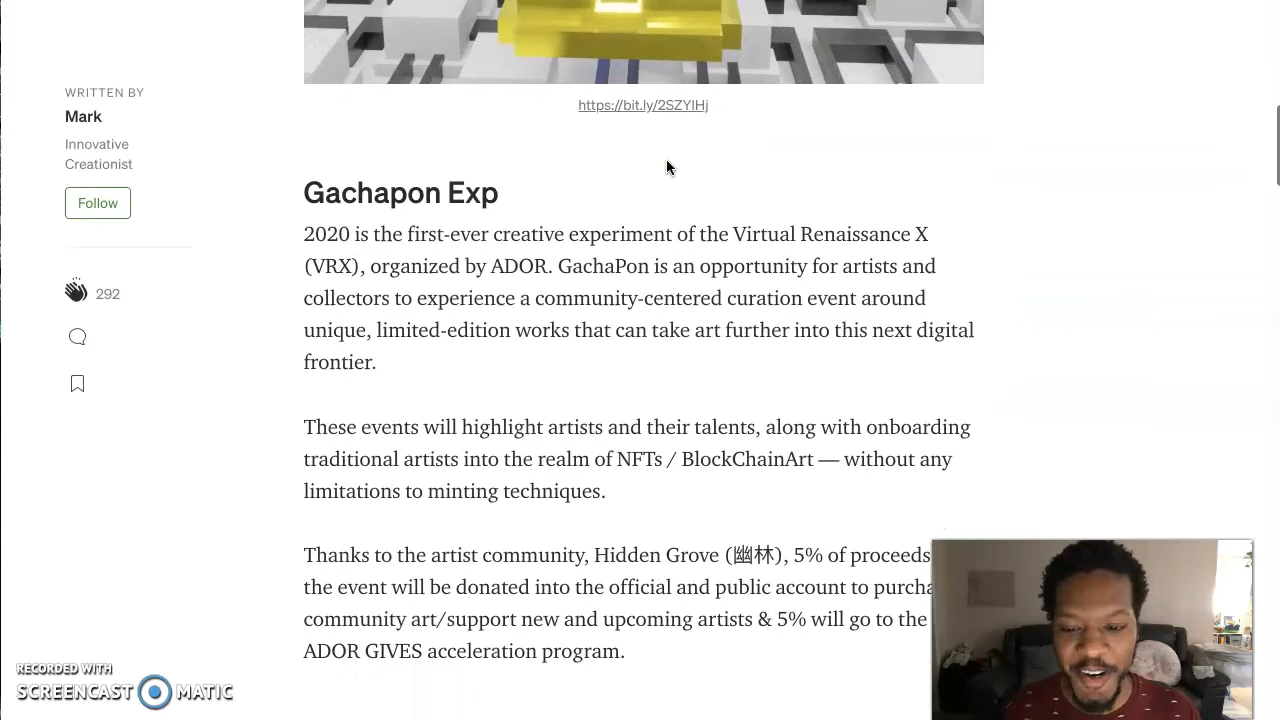 https://bit.ly/2SZYlHj
WRITTEN BY
Mark
Innovative
Creationist
Follow
292
Gachapon Exp
2020 is the first-ever creative experiment of the Virtual Renaissance X
(VRX), organized by ADOR. GachaPon is an opportunity for artists and
collectors to experience a community-centered curation event around
unique, limited-edition works that can take art further into this next digital
frontier.
These events will highlight artists and their talents, along with onboarding
traditional artists into the realm of NFTs / BlockChainArt — without any
limitations to minting techniques.
Thanks to the artist community, Hidden Grove (幽林), 5% of proceeds
the event will be donated into the official and public account to
community art/support new and upcoming artists & 5% will go to the
ADOR GIVES acceleration program.
RECORDED WITH
SCREENCAST MATIC